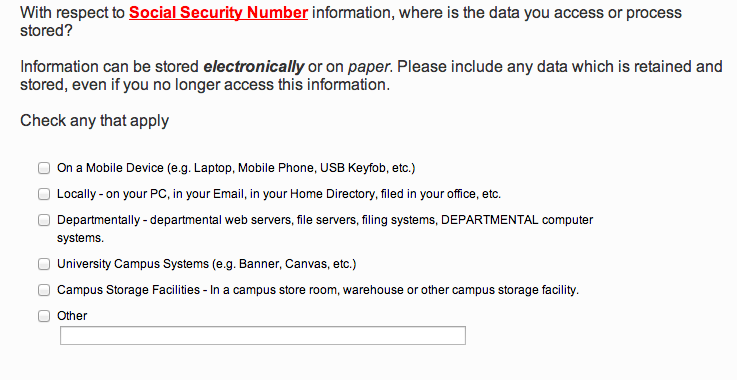 With respect to Social Security Number information, where is the data you access or process
stored?
Information can be stored electronically or on paper. Please include any data which is retained and
stored, even if you no longer access this information.
Check any that apply
On a Mobile Device (e.g. Laptop, Mobile Phone, USB Keyfob, etc.)
Locally - on your PC, in your Email, in your Home Directory, filed in your office, etc.
Departmentally - departmental web servers, file servers, filing systems, DEPARTMENTAL computer
systems.
University Campus Systems (e.g. Banner, Canvas, etc.)
Campus Storage Facilities - In a campus store room, warehouse or other campus storage facility.
Other